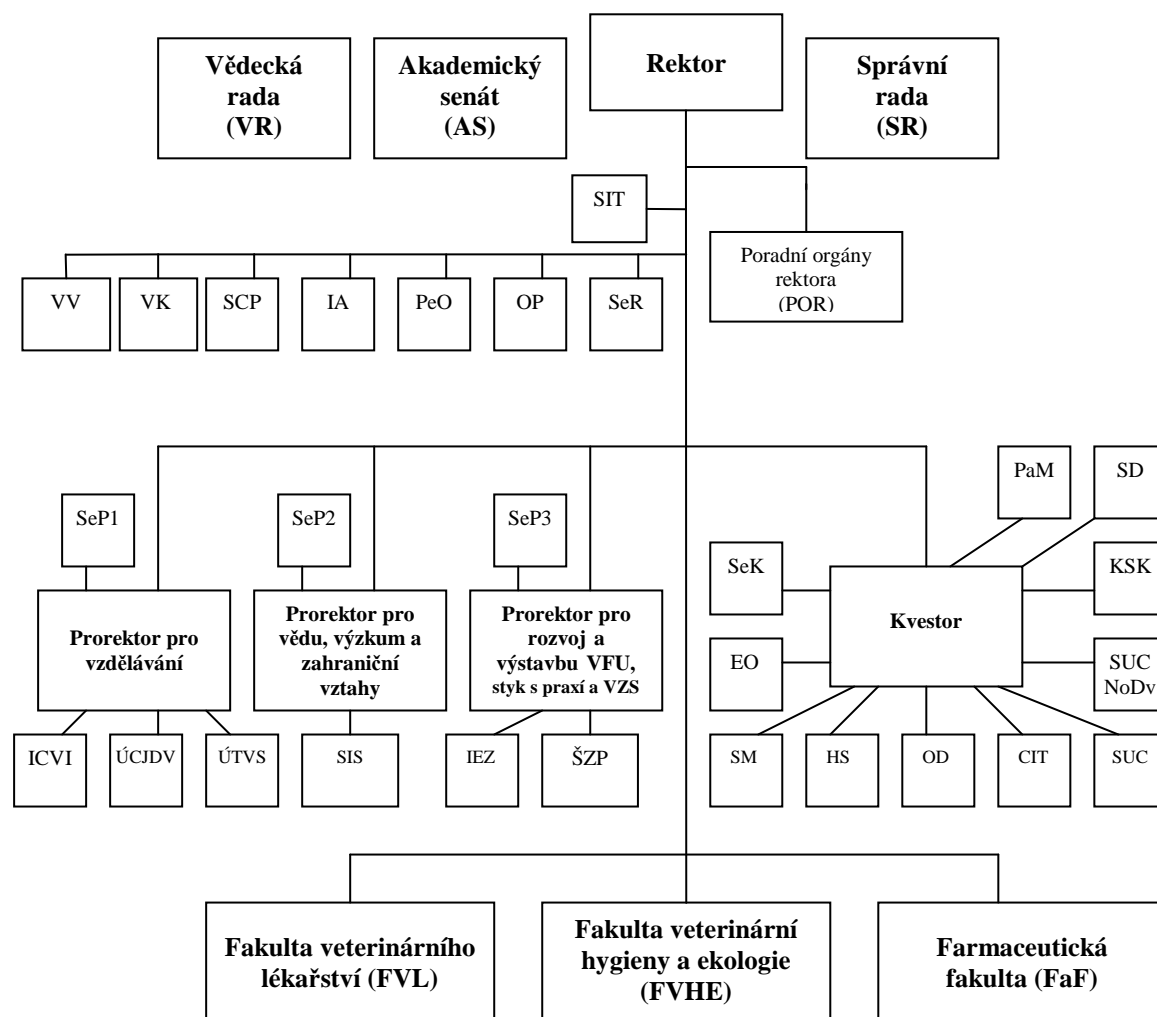 Vědecká
rada
(VR)
Akademický
senát
(AS)
Rektor
Správní
rada
(SR)
SIT
Poradní orgány
rektora
(POR)
VV
VK
SCP
IA
PeO
OP
SeR
PaM
SD
SeP1
SeP2
SeP3
SeK
KSK
Prorektor pro
vzdělávání
Prorektor pro
vědu, výzkum a
zahraniční
vztahy
Prorektor pro
rozvoj a
výstavbu VFU,
styk s praxí a VZS
Kvestor
EO
SUC
NoDv
ICVI
ÚCJDV
ÚTVS
SIS
IEZ
ŠZP
SM
HS
OD
CIT
SUC
Fakulta veterinárního
lékařství (FVL)
Fakulta veterinární
hygieny a ekologie
(FVHE)
Farmaceutická
fakulta (FaF)